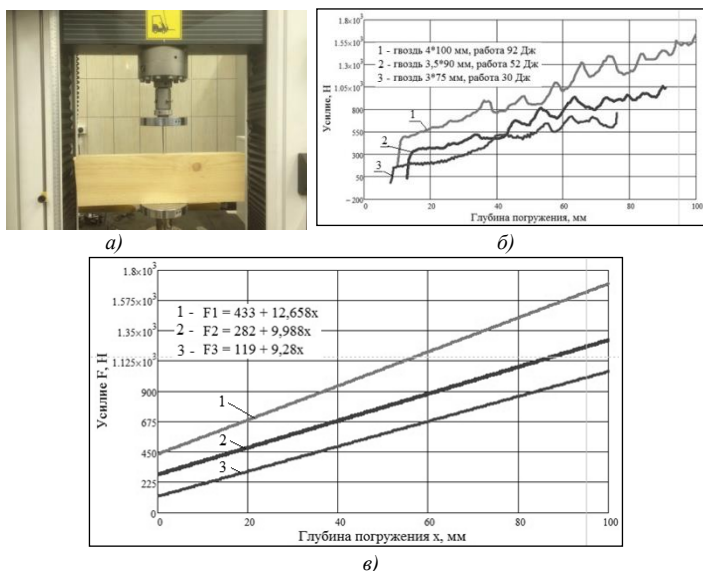 а)
1.8×10³
1.55×10³
1.3×10³
1.05×10³
800
550
300
50
−200
Усилие, Н
1 - гвоздь 4*100 мм, работа 92 Дж
2 - гвоздь 3,5*90 мм, работа 52 Дж
3 - гвоздь 3*75 мм, работа 30 Дж
1
2
3
0 20 40 60 80 100
Глубина погружения, мм
б)
1.8×10³
1.575×10³
1.35×10³
1.125×10³
900
675
450
225
0
Усилие F, Н
1 - F1 = 433 + 12,658x
2 - F2 = 282 + 9,988x
3 - F3 = 119 + 9,28x
1
2
3
0 20 40 60 80 100
Глубина погружения x, мм
в)